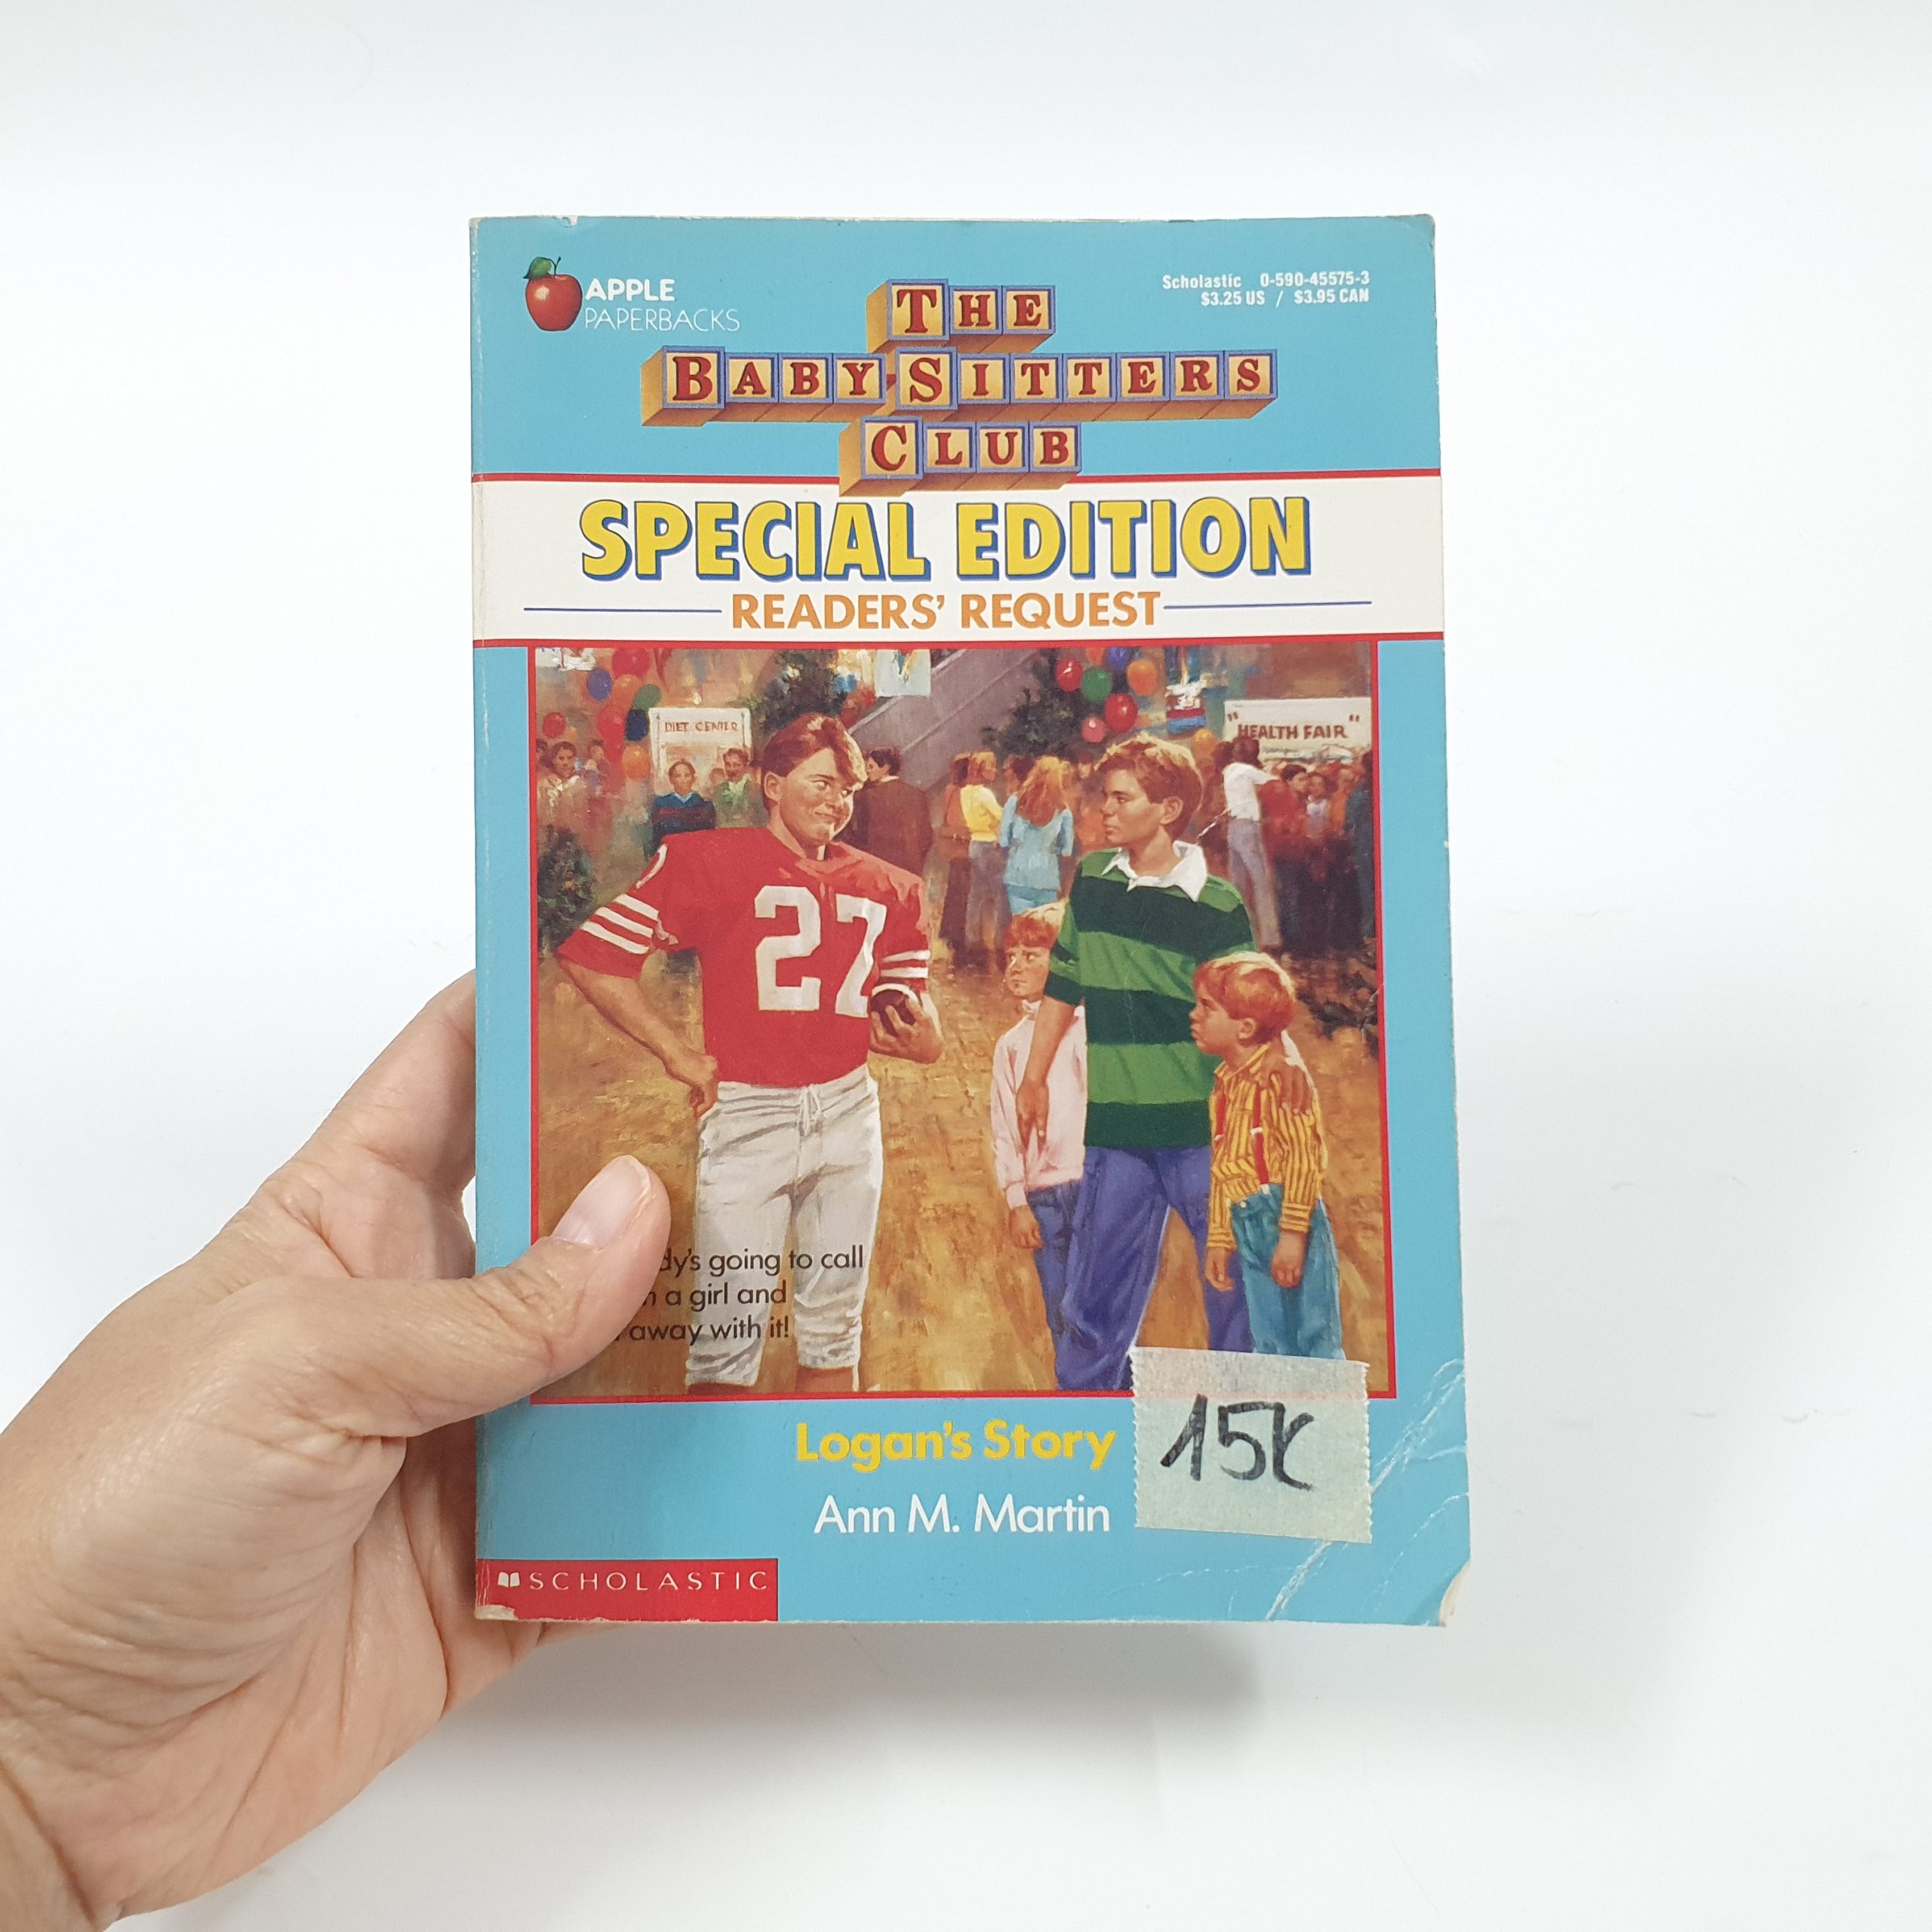 APPLE
PAPERBACKS
Scholastic 0-590-45575-3
$3.25 US / $3.95 CAN
THE
BABY-SITTERS
CLUB
SPECIAL EDITION
READERS' REQUEST
DIET CENTER
"HEALTH FAIR"
27
going to call
a girl and
away with it!
Logan's Story
15K
Ann M. Martin
SCHOLASTIC